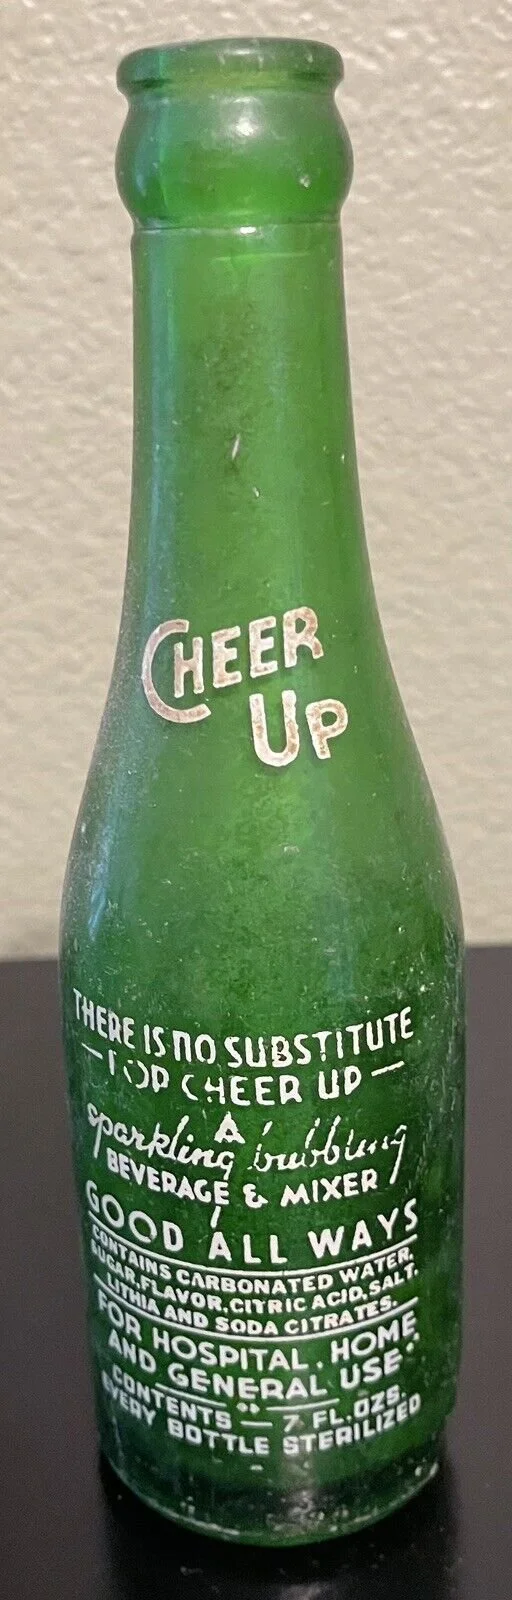 CHEER
UP
THERE IS NO SUBSTITUTE
— FOR CHEER UP —
A
sparkling bubbling
BEVERAGE & MIXER
GOOD ALL WAYS
CONTAINS CARBONATED WATER,
SUGAR, FLAVOR, CITRIC ACID, SALT,
LITHIA AND SODA CITRATES.
FOR HOSPITAL, HOME
AND GENERAL USE
CONTENTS — 7 FL. OZS.
EVERY BOTTLE STERILIZED